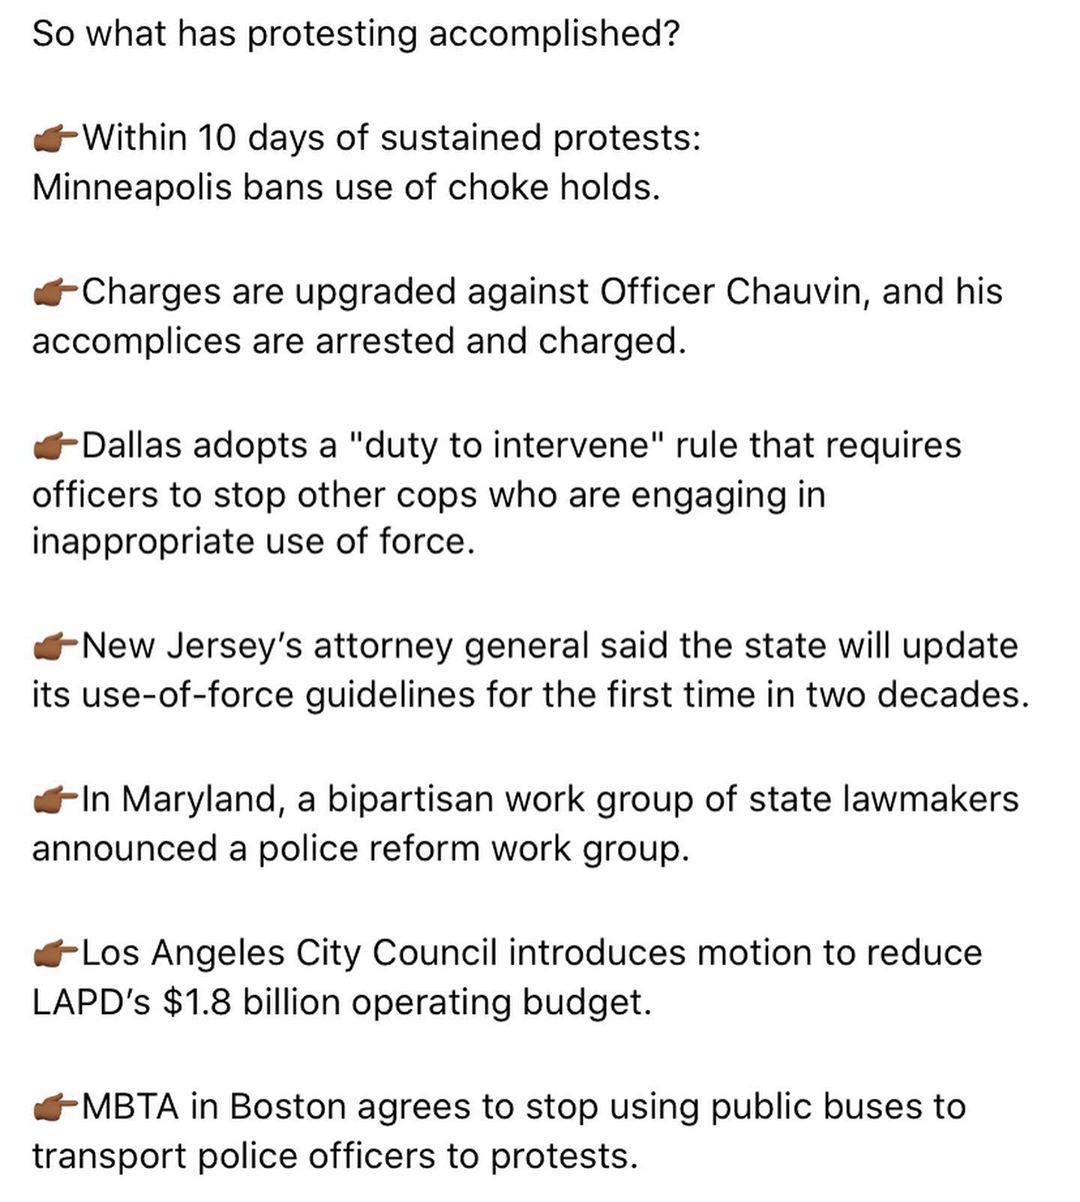 So what has protesting accomplished?
👉🏾Within 10 days of sustained protests:
Minneapolis bans use of choke holds.
👉🏾Charges are upgraded against Officer Chauvin, and his
accomplices are arrested and charged.
👉🏾Dallas adopts a "duty to intervene" rule that requires
officers to stop other cops who are engaging in
inappropriate use of force.
👉🏾New Jersey’s attorney general said the state will update
its use-of-force guidelines for the first time in two decades.
👉🏾In Maryland, a bipartisan work group of state lawmakers
announced a police reform work group.
👉🏾Los Angeles City Council introduces motion to reduce
LAPD’s $1.8 billion operating budget.
👉🏾MBTA in Boston agrees to stop using public buses to
transport police officers to protests.